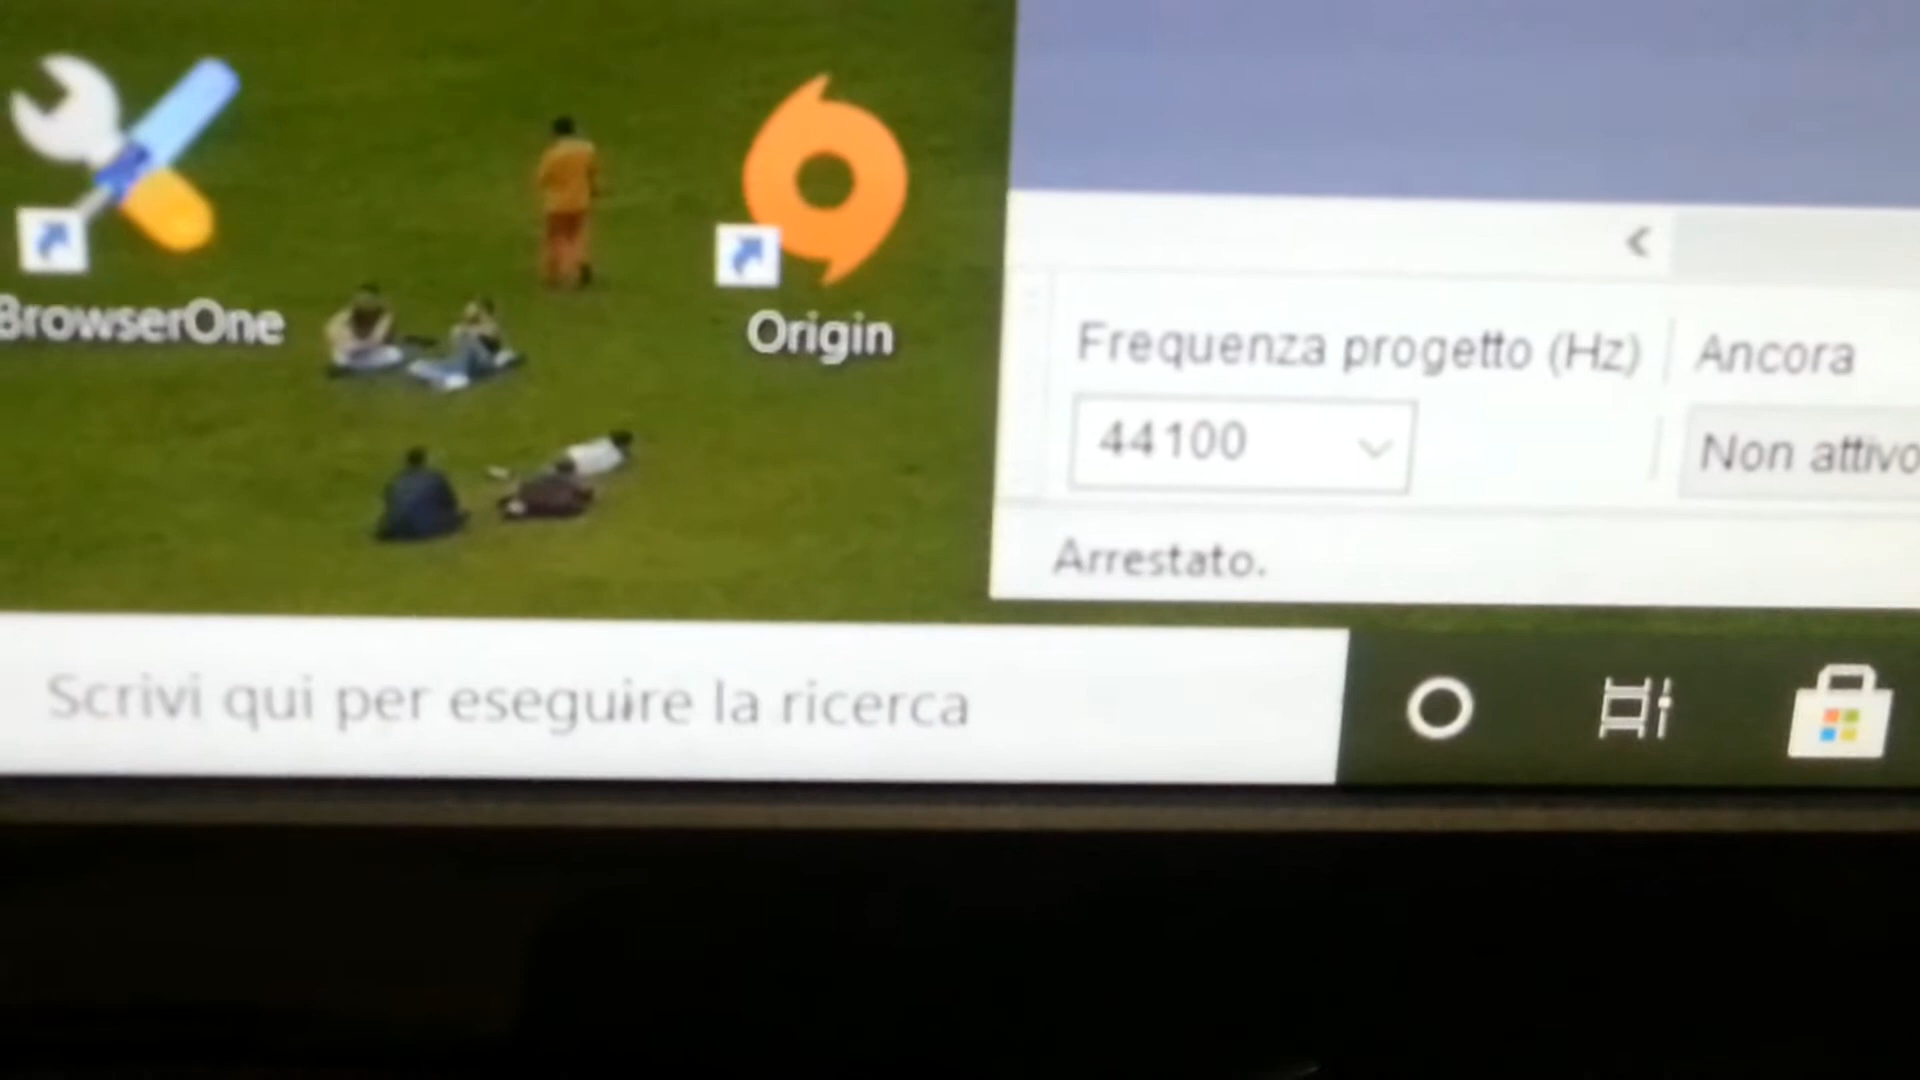 BrowserOne
Origin
Frequenza progetto (Hz)
Ancora
44100
Non attivo
Arrestato.
Scrivi qui per eseguire la ricerca